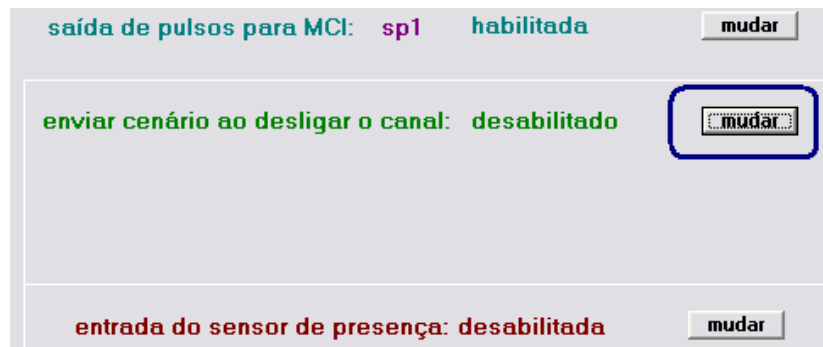 saída de pulsos para MCI: sp1 habilitada mudar
enviar cenário ao desligar o canal: desabilitado mudar
entrada do sensor de presença: desabilitada mudar